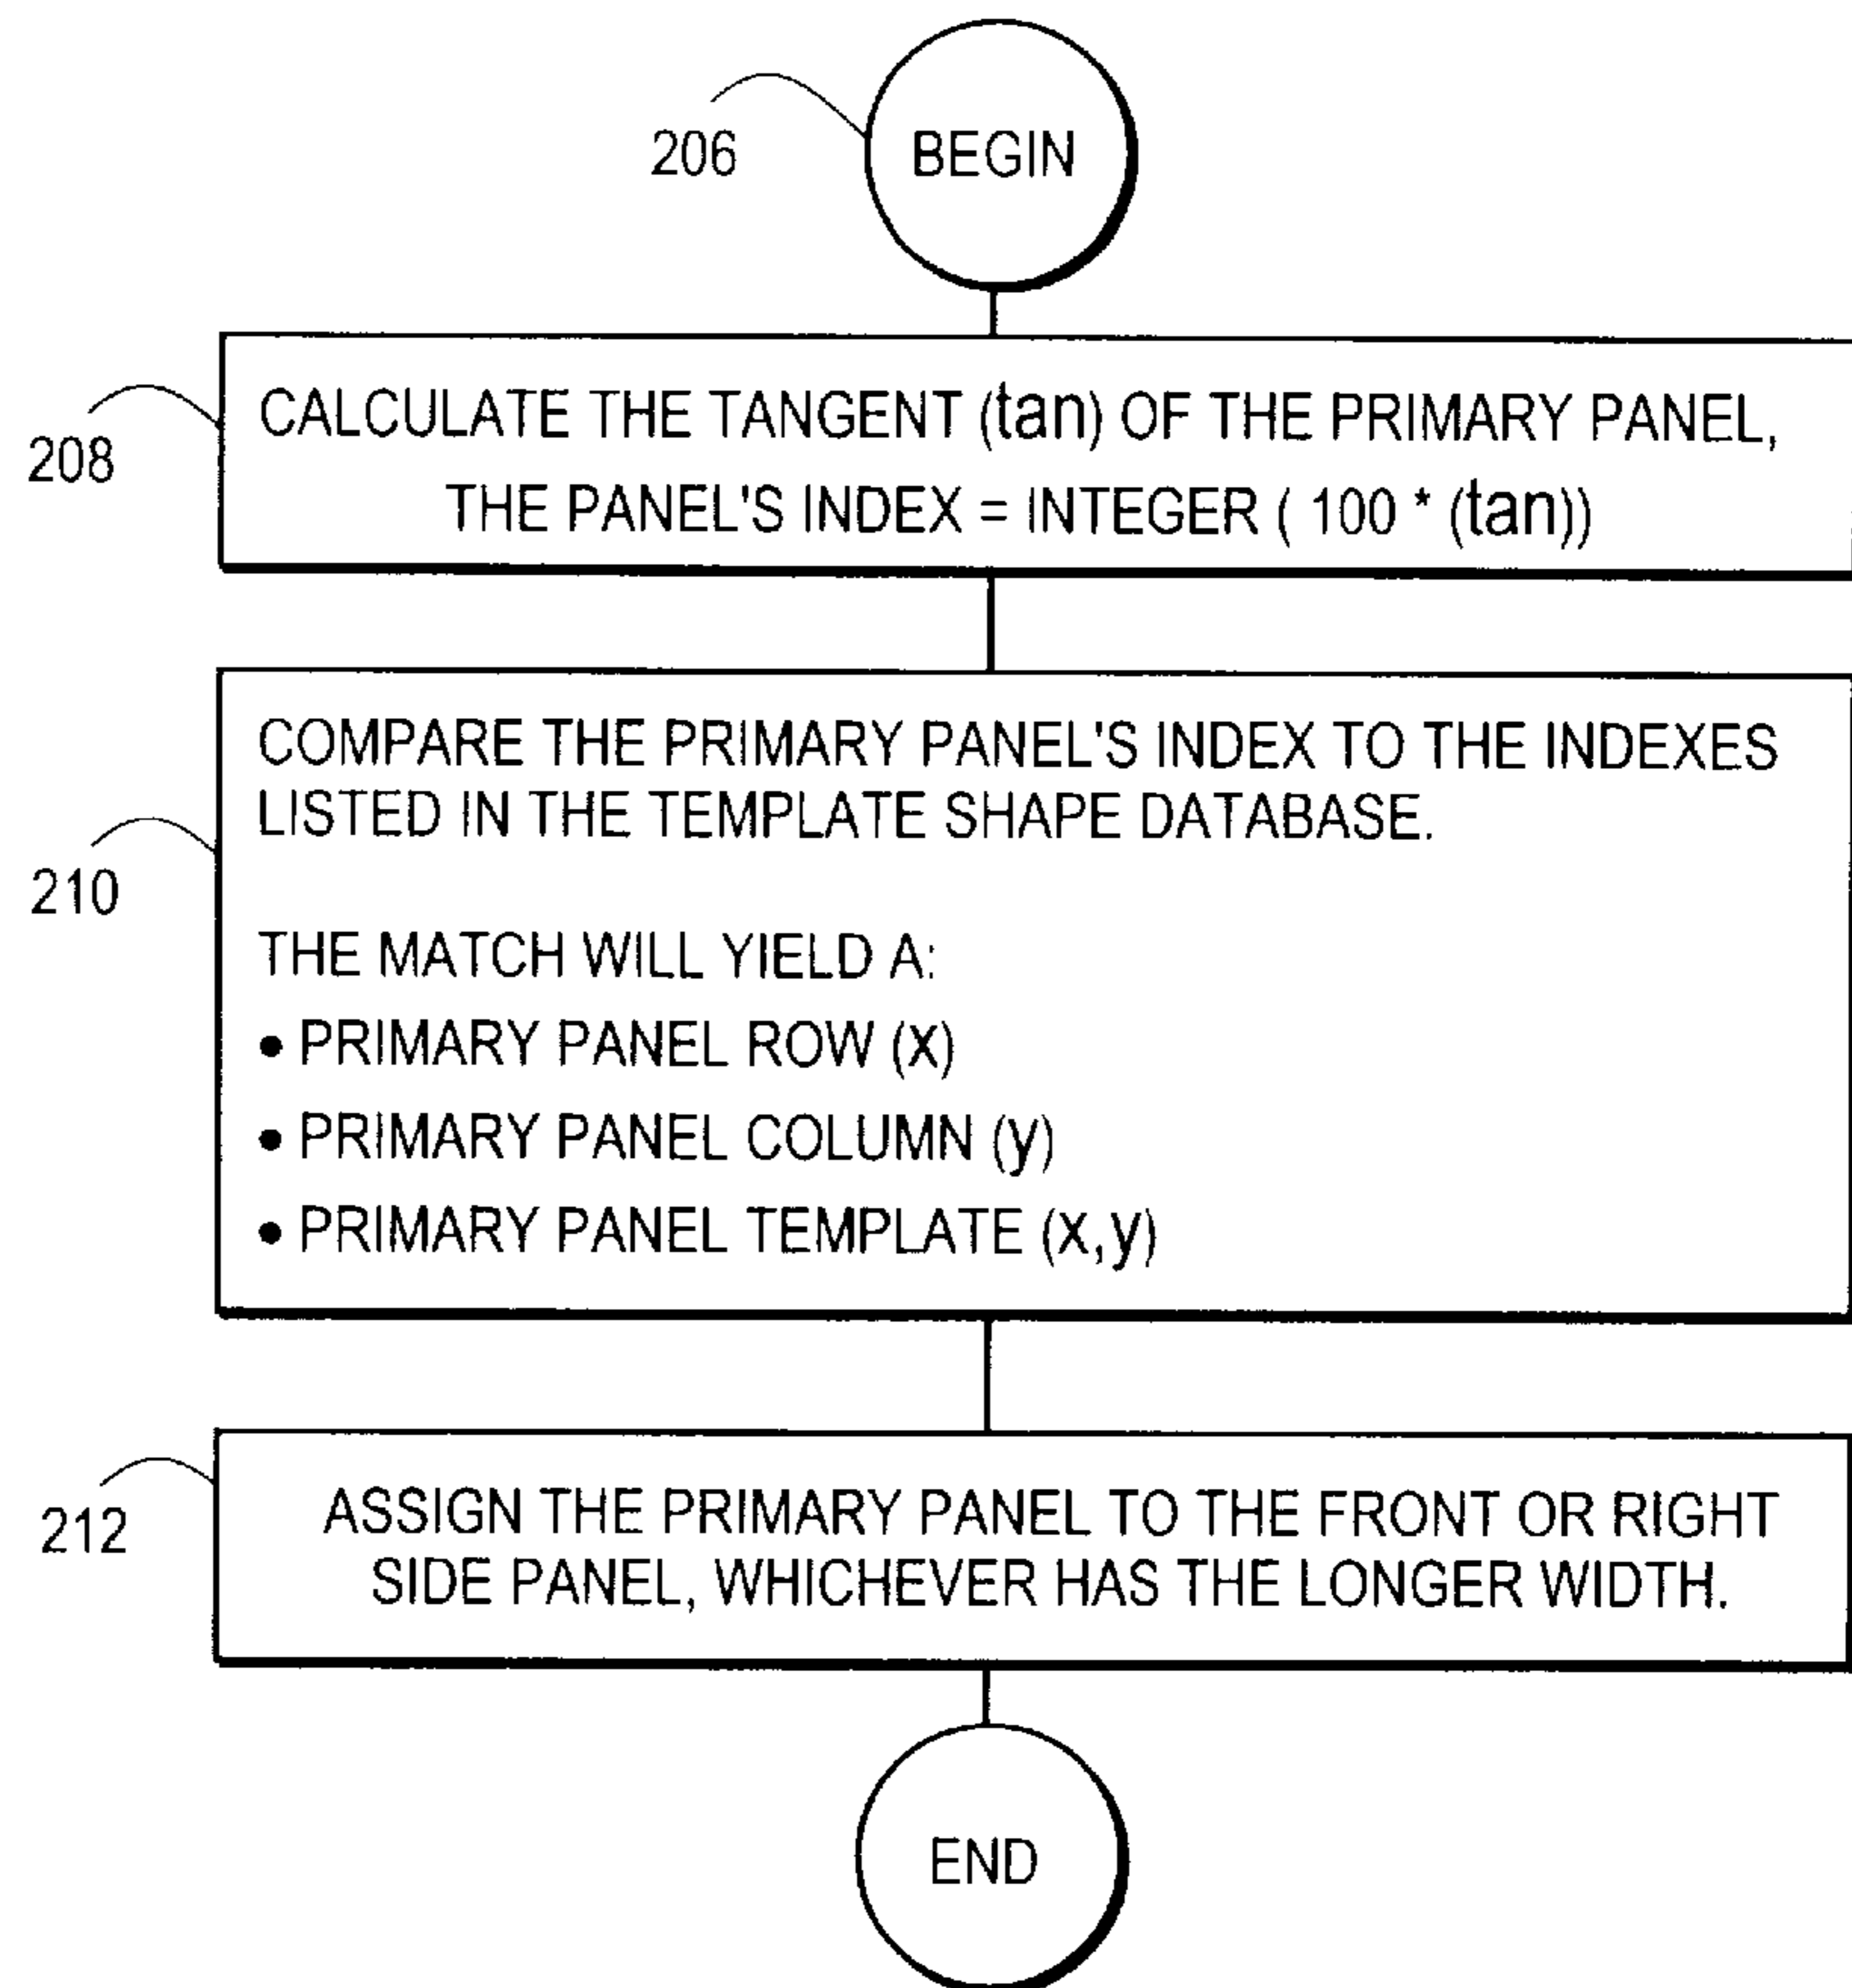 206
BEGIN
208
CALCULATE THE TANGENT (tan) OF THE PRIMARY PANEL,
THE PANEL'S INDEX = INTEGER ( 100 * (tan))
210
COMPARE THE PRIMARY PANEL'S INDEX TO THE INDEXES
LISTED IN THE TEMPLATE SHAPE DATABASE.
THE MATCH WILL YIELD A:
• PRIMARY PANEL ROW (x)
• PRIMARY PANEL COLUMN (y)
• PRIMARY PANEL TEMPLATE (x,y)
212
ASSIGN THE PRIMARY PANEL TO THE FRONT OR RIGHT
SIDE PANEL, WHICHEVER HAS THE LONGER WIDTH.
END